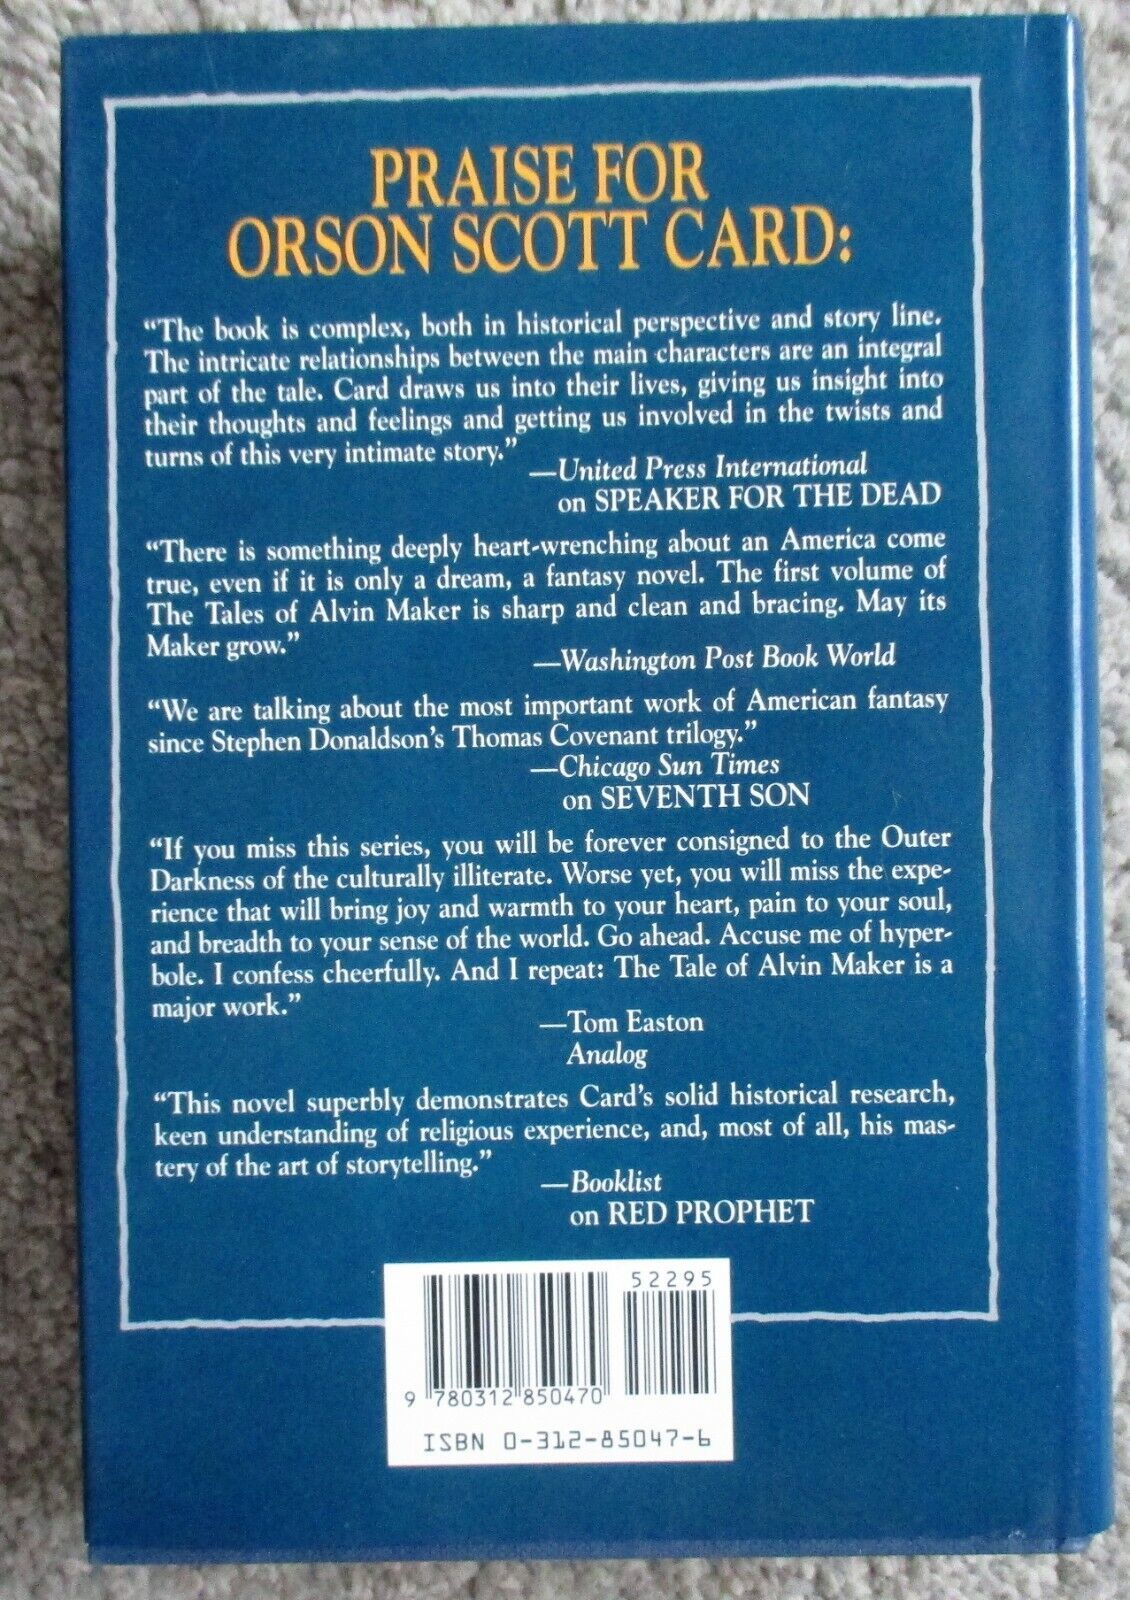 PRAISE FOR
ORSON SCOTT CARD:
“The book is complex, both in historical perspective and story line.
The intricate relationships between the main characters are an integral
part of the tale. Card draws us into their lives, giving us insight into
their thoughts and feelings and getting us involved in the twists and
turns of this very intimate story.”
—United Press International
on SPEAKER FOR THE DEAD
“There is something deeply heart-wrenching about an America come
true, even if it is only a dream, a fantasy novel. The first volume of
The Tales of Alvin Maker is sharp and clean and bracing. May its
Maker grow.”
—Washington Post Book World
“We are talking about the most important work of American fantasy
since Stephen Donaldson’s Thomas Covenant trilogy.”
—Chicago Sun Times
on SEVENTH SON
“If you miss this series, you will be forever consigned to the Outer
Darkness of the culturally illiterate. Worse yet, you will miss the expe-
rience that will bring joy and warmth to your heart, pain to your soul,
and breadth to your sense of the world. Go ahead. Accuse me of hyper-
bole. I confess cheerfully. And I repeat: The Tale of Alvin Maker is a
major work.”
—Tom Easton
Analog
“This novel superbly demonstrates Card’s solid historical research,
keen understanding of religious experience, and, most of all, his mas-
tery of the art of storytelling.”
—Booklist
on RED PROPHET
52295
9 780312 850470
ISBN 0-312-85047-6